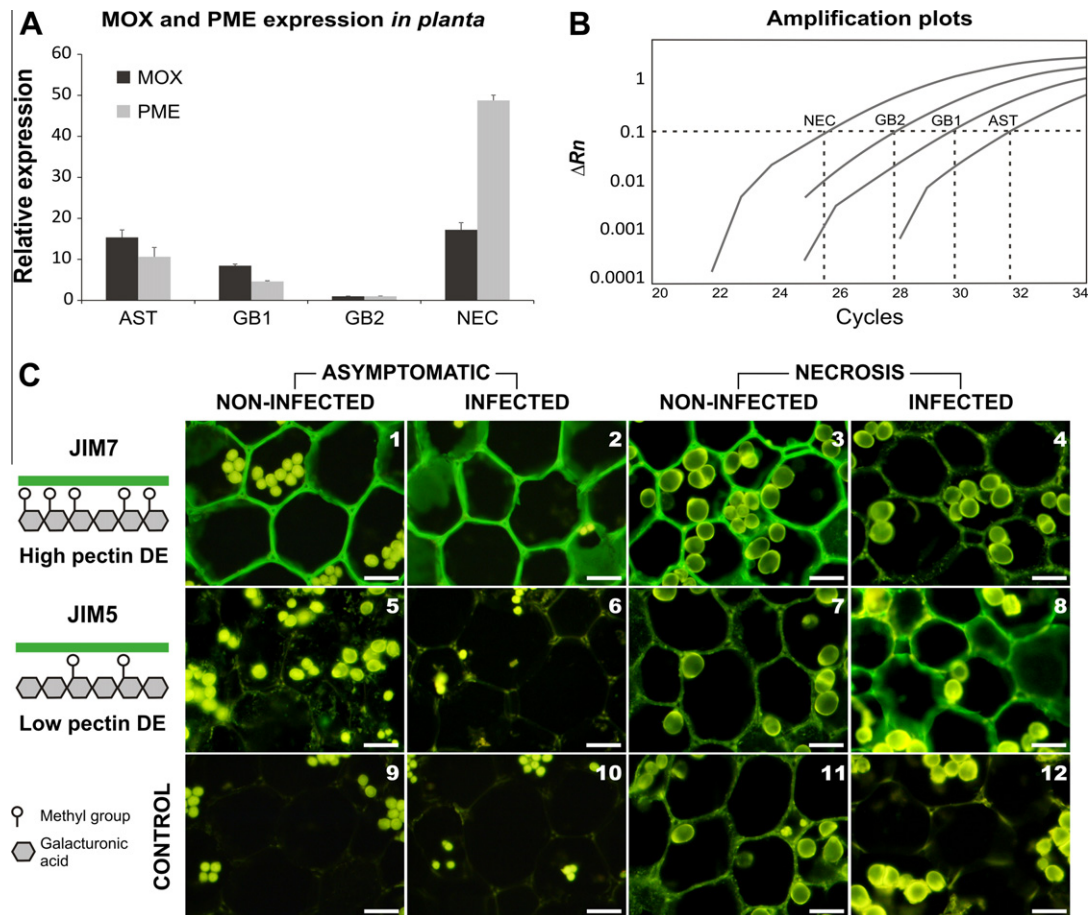 A
MOX and PME expression in planta
Relative expression
60
50
40
30
20
10
0
MOX
PME
AST GB1 GB2 NEC
B
Amplification plots
ΔRn
1
0.1
0.01
0.001
0.0001
NEC GB2 GB1 AST
20 22 24 26 28 30 32 34
Cycles
C
ASYMPTOMATIC NECROSIS
NON-INFECTED INFECTED NON-INFECTED INFECTED
JIM7
High pectin DE
1 2 3 4
JIM5
Low pectin DE
5 6 7 8
Methyl group
Galacturonic
acid
CONTROL
9 10 11 12